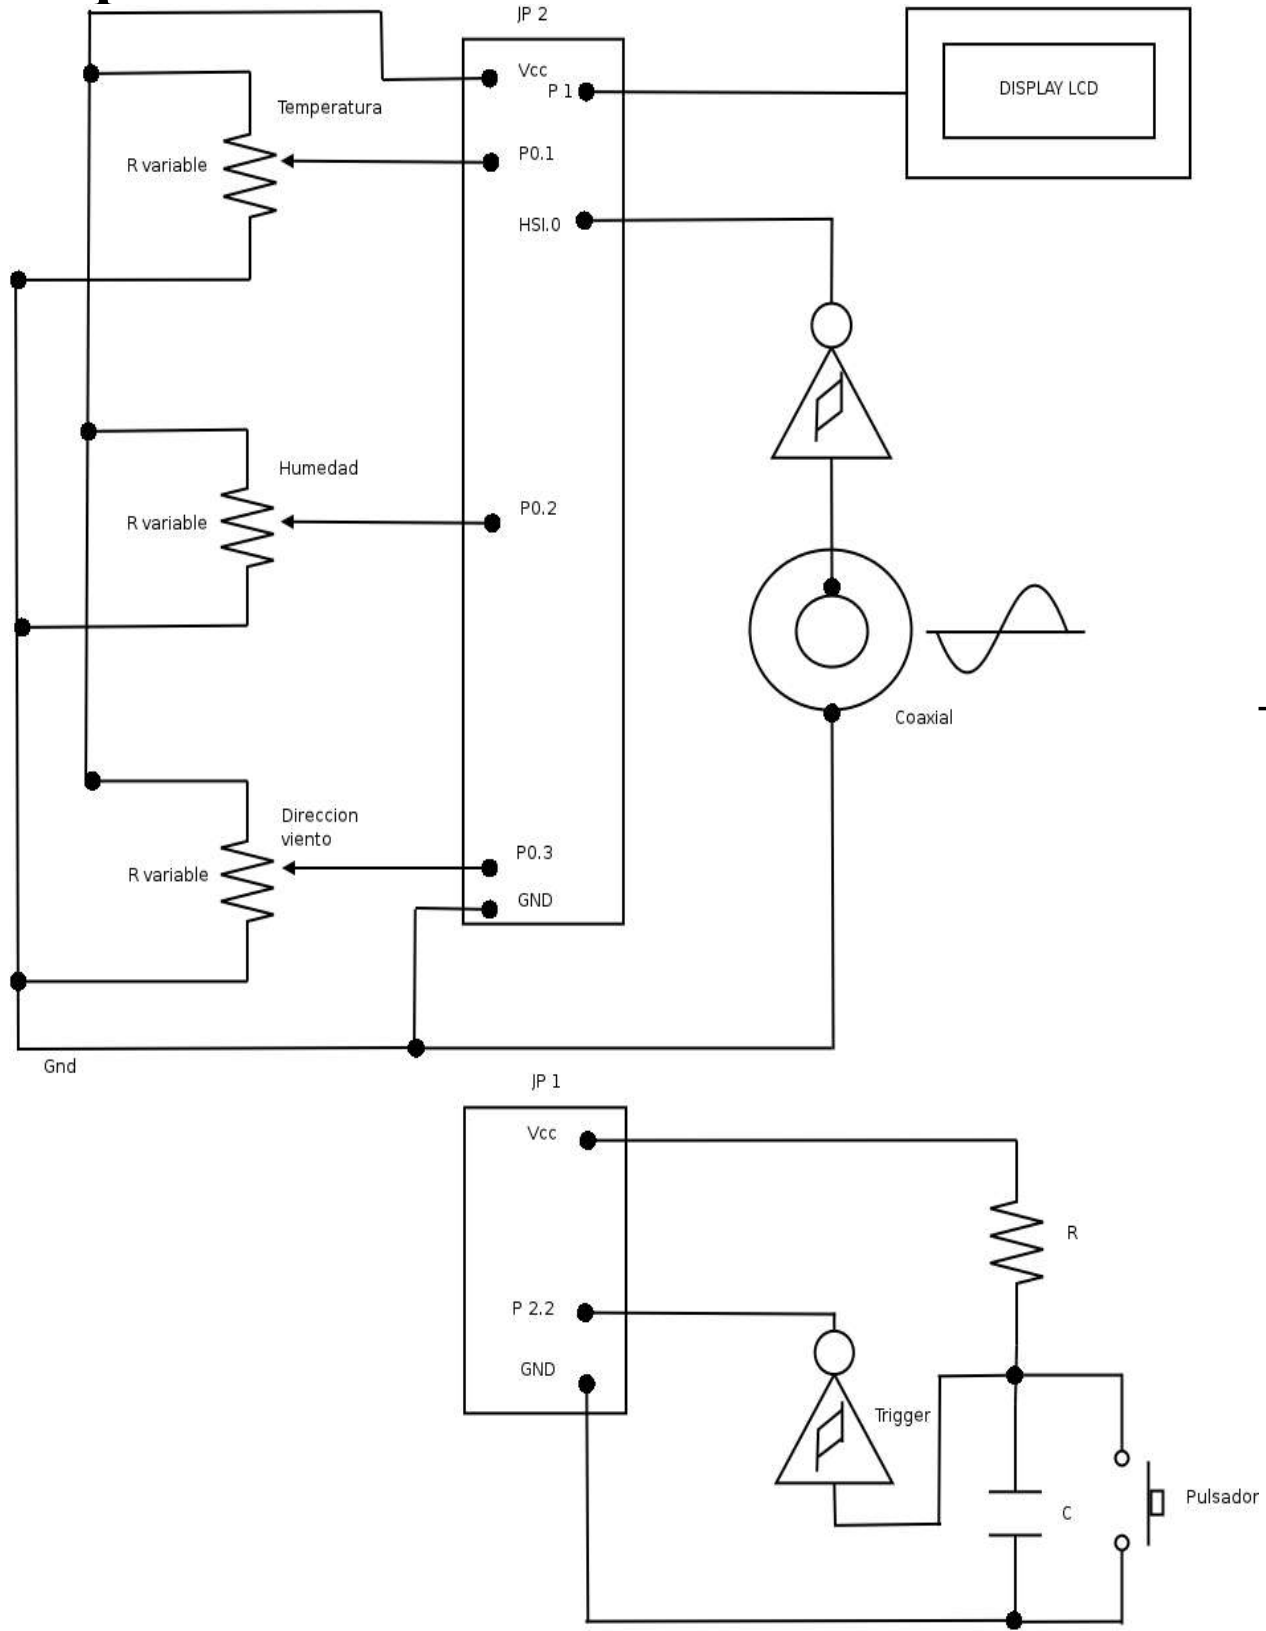 JP 2
Vcc
P 1
DISPLAY LCD
Temperatura
P0.1
R variable
HSI.0
Humedad
P0.2
R variable
Coaxial
Direccion
viento
P0.3
R variable
GND
Gnd
JP 1
Vcc
R
P 2.2
GND
Trigger
Pulsador
C